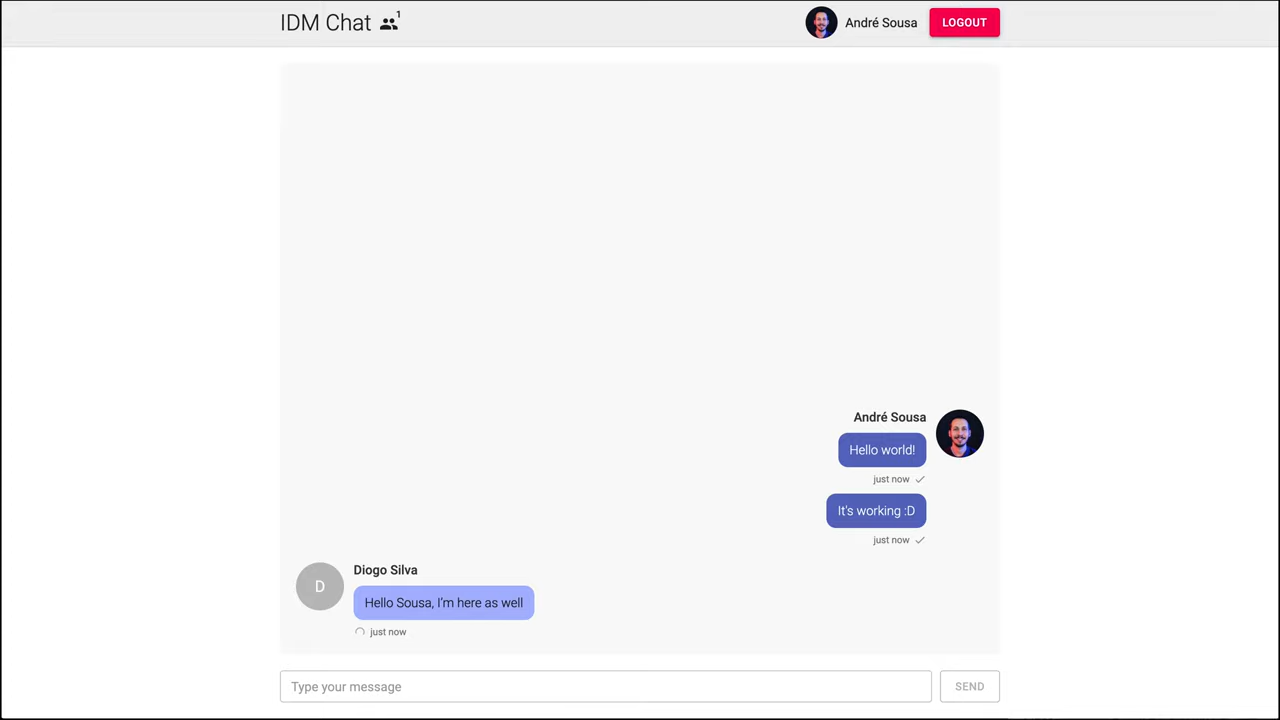 IDM Chat 1
André Sousa
LOGOUT
André Sousa
Hello world!
just now
It's working :D
just now
D
Diogo Silva
Hello Sousa, I'm here as well
just now
Type your message
SEND